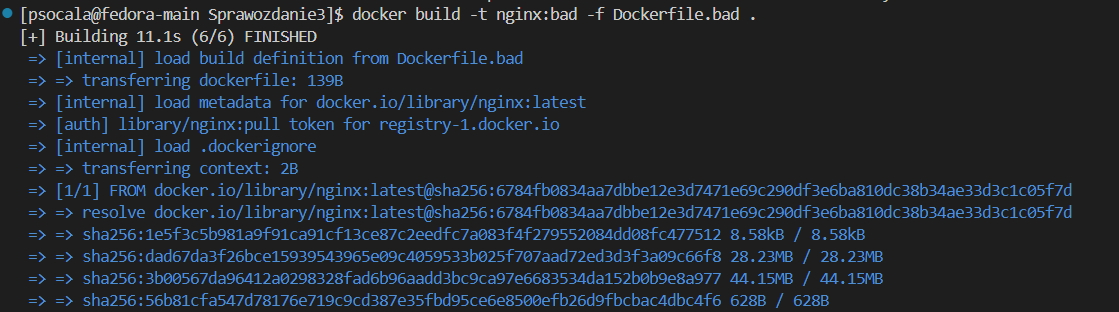 [psocala@fedora-main Sprawozdanie3]$ docker build -t nginx:bad -f Dockerfile.bad .
[+] Building 11.1s (6/6) FINISHED
=> [internal] load build definition from Dockerfile.bad
=> => transferring dockerfile: 139B
=> [internal] load metadata for docker.io/library/nginx:latest
=> [auth] library/nginx:pull token for registry-1.docker.io
=> [internal] load .dockerignore
=> => transferring context: 2B
=> [1/1] FROM docker.io/library/nginx:latest@sha256:6784fb0834aa7dbbe12e3d7471e69c290df3e6ba810dc38b34ae33d3c1c05f7d
=> => resolve docker.io/library/nginx:latest@sha256:6784fb0834aa7dbbe12e3d7471e69c290df3e6ba810dc38b34ae33d3c1c05f7d
=> => sha256:1e5f3c5b981a9f91ca91cf13ce87c2eedfc7a083f4f279552084dd08fc477512 8.58kB / 8.58kB
=> => sha256:dad67da3f26bce15939543965e09c4059533b025f707aad72ed3d3f3a09c66f8 28.23MB / 28.23MB
=> => sha256:3b00567da96412a0298328fad6b96aadd3bc9ca97e6683534da152b0b9e8a977 44.15MB / 44.15MB
=> => sha256:56b81cfa547d78176e719c9cd387e35fbd95ce6e8500efb26d9fbcbac4dbc4f6 628B / 628B